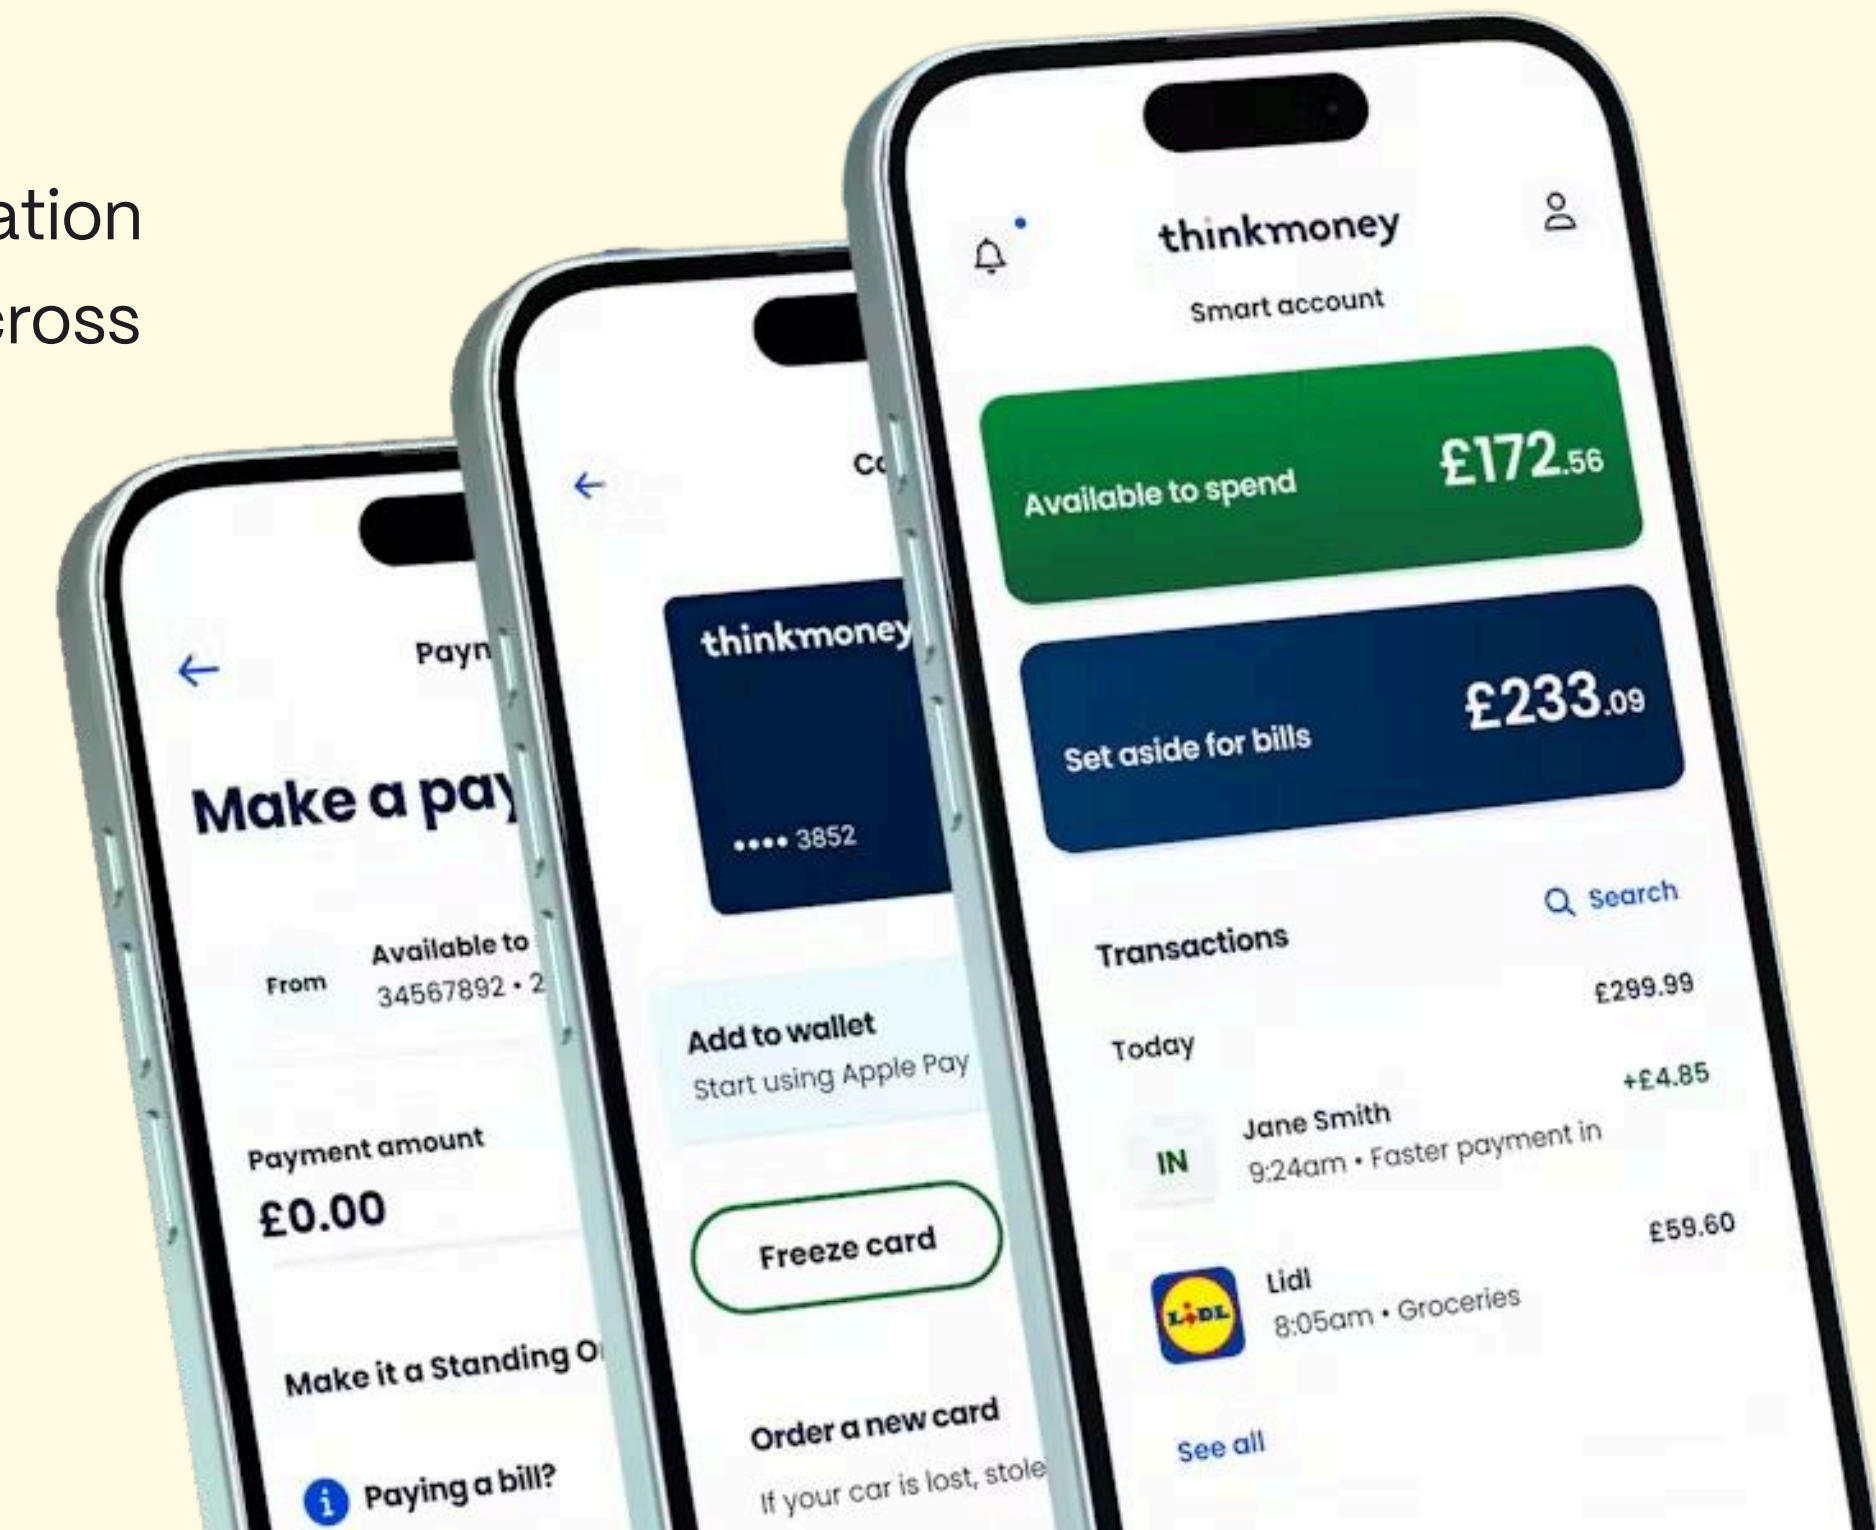 ation
cross
thinkmoney
Smart account
Available to spend
£172.56
Set aside for bills
£233.09
Transactions
Search
Today
£299.99
IN
Jane Smith
+£4.85
9:24am • Faster payment in
LIDL
Lidl
£59.60
8:05am • Groceries
See all
Ca
thinkmoney
•••• 3852
Add to wallet
Start using Apple Pay
Freeze card
Order a new card
If your car is lost, stole
Payn
Make a pay
From
Available to
34567892 • 2
Payment amount
£0.00
Make it a Standing O
Paying a bill?